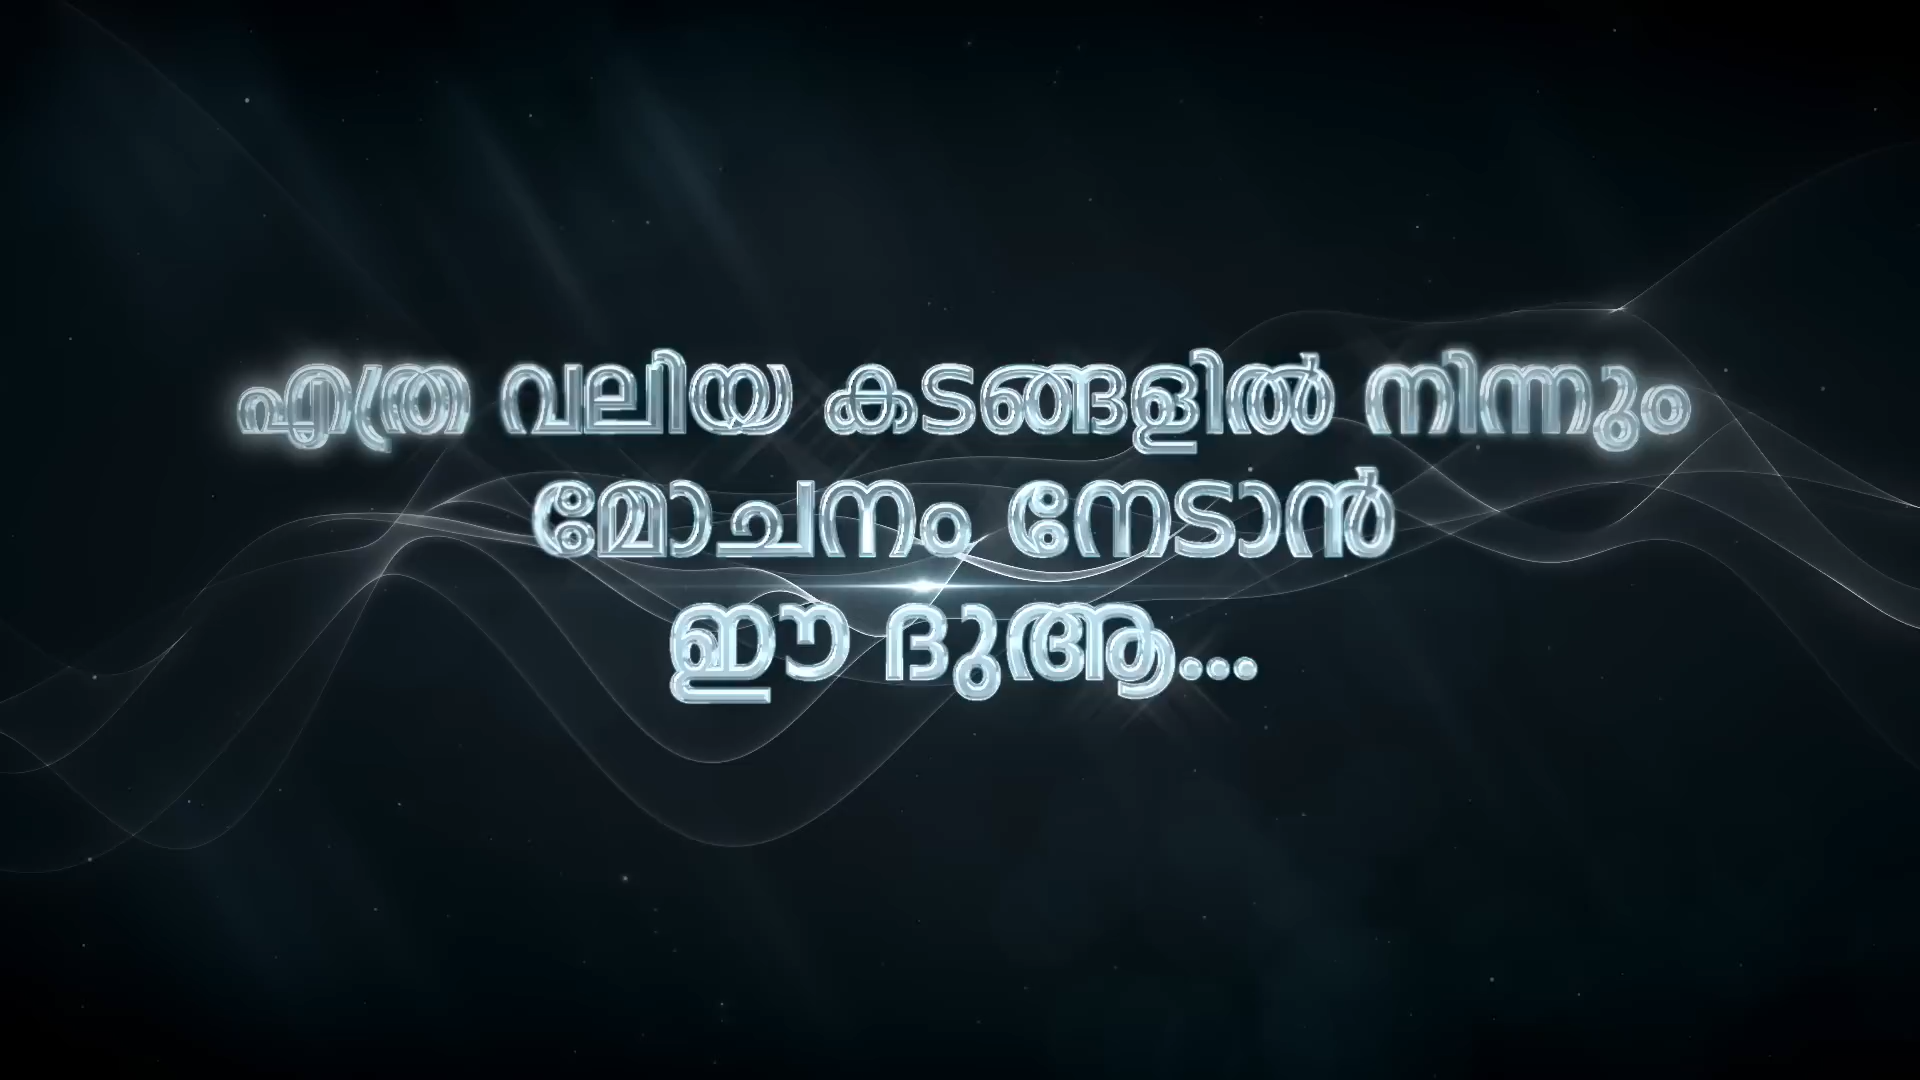 എത്ര വലിയ കടങ്ങളിൽ നിന്നും
മോചനം നേടാൻ
ഈ ദുആ...